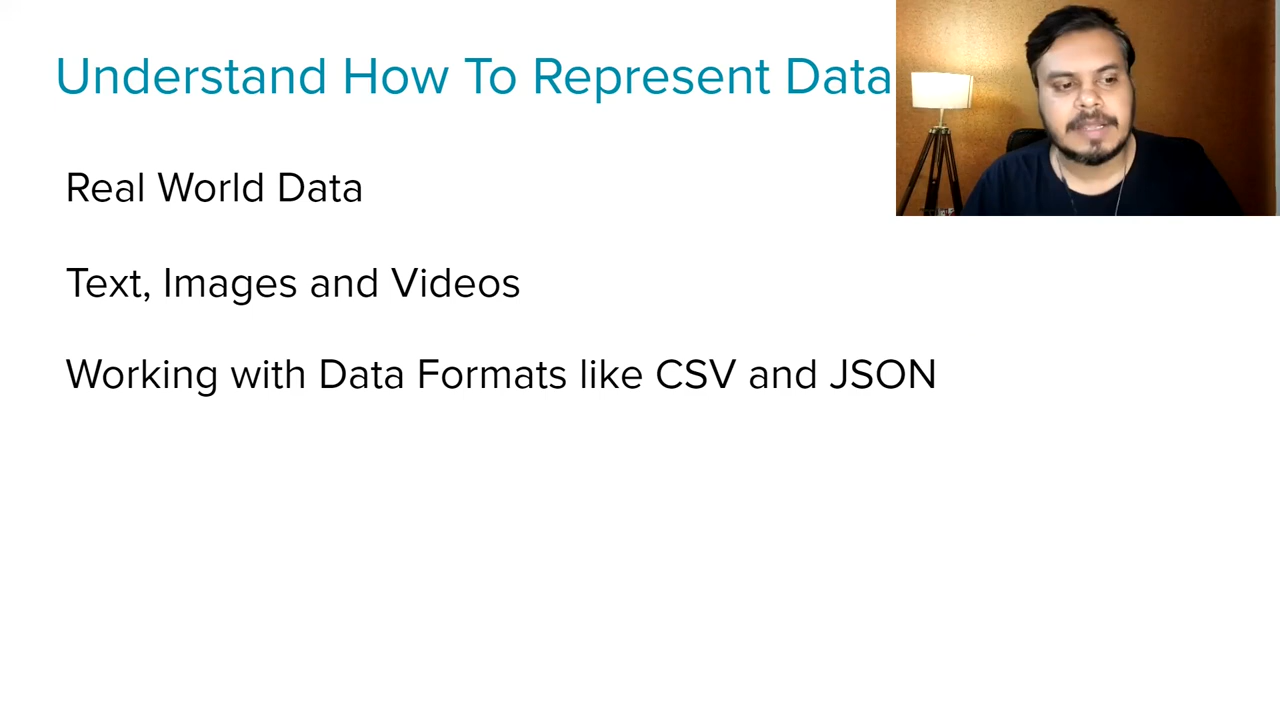 Understand How To Represent Data
Real World Data
Text, Images and Videos
Working with Data Formats like CSV and JSON